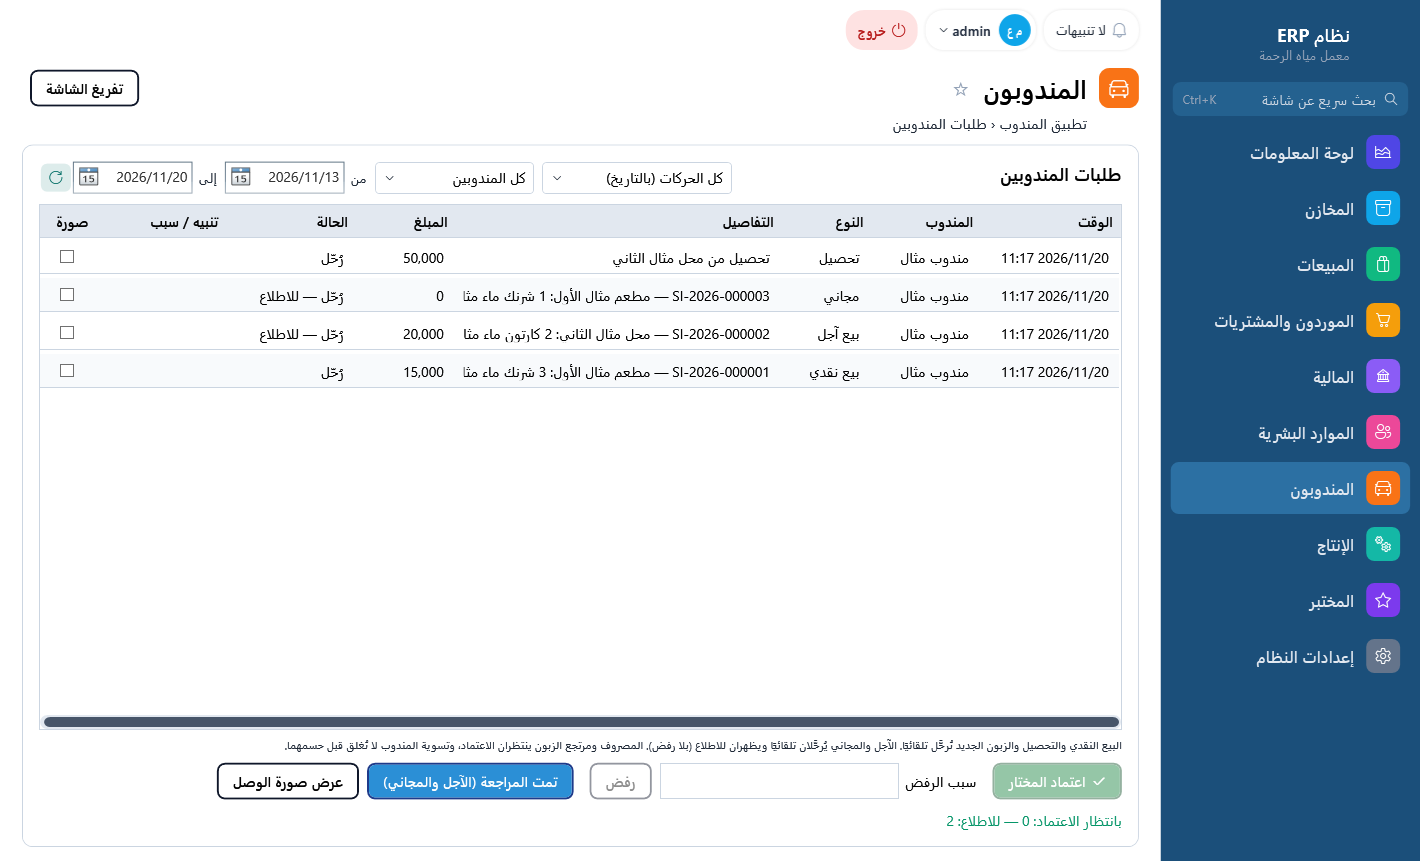 نظام ERP
معمل مياه الرحمة
بحث سريع عن شاشة Ctrl+K
لوحة المعلومات
المخازن
المبيعات
الموردون والمشتريات
المالية
الموارد البشرية
المندوبون
الإنتاج
المختبر
إعدادات النظام
لا تنبيهات م ع admin خروج
المندوبون
تفريغ الشاشة
تطبيق المندوب › طلبات المندوبين
طلبات المندوبين كل الحركات (بالتاريخ) كل المندوبين من 2026/11/13 15 إلى 2026/11/20 15
الوقت المندوب النوع التفاصيل المبلغ الحالة تنبيه / سبب صورة
2026/11/20 11:17 مندوب مثال تحصيل تحصيل من محل مثال الثاني 50,000 رُحّل
2026/11/20 11:17 مندوب مثال مجاني SI-2026-000003 — مطعم مثال الأول: 1 شرنك ماء مثا 0 رُحّل — للاطلاع
2026/11/20 11:17 مندوب مثال بيع آجل SI-2026-000002 — محل مثال الثاني: 2 كارتون ماء مثا 20,000 رُحّل — للاطلاع
2026/11/20 11:17 مندوب مثال بيع نقدي SI-2026-000001 — مطعم مثال الأول: 3 شرنك ماء مثا 15,000 رُحّل
البيع النقدي والتحصيل والزبون الجديد تُرحَّل تلقائيًا. الآجل والمجاني يُرحَّلان تلقائيًا ويظهران للاطلاع (بلا رفض). المصروف ومرتجع الزبون ينتظران الاعتماد، وتسوية المندوب لا تُغلق قبل حسمهما.
اعتماد المختار سبب الرفض رفض تمت المراجعة (الآجل والمجاني) عرض صورة الوصل
بانتظار الاعتماد: 0 — للاطلاع: 2